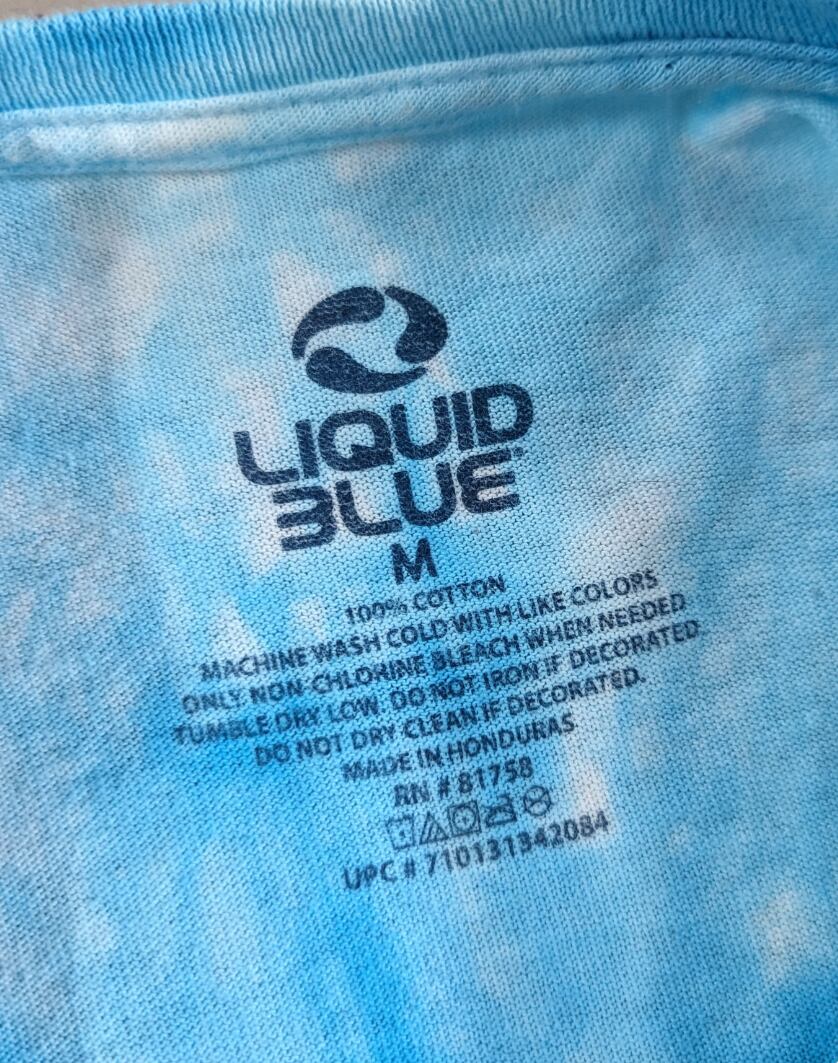 LIQUID
BLUE
M
100% COTTON
MACHINE WASH COLD WITH LIKE COLORS
ONLY NON-CHLORINE BLEACH WHEN NEEDED
TUMBLE DRY LOW. DO NOT IRON IF DECORATED
DO NOT DRY CLEAN IF DECORATED.
MADE IN HONDURAS
RN # 81758
UPC # 710131342084